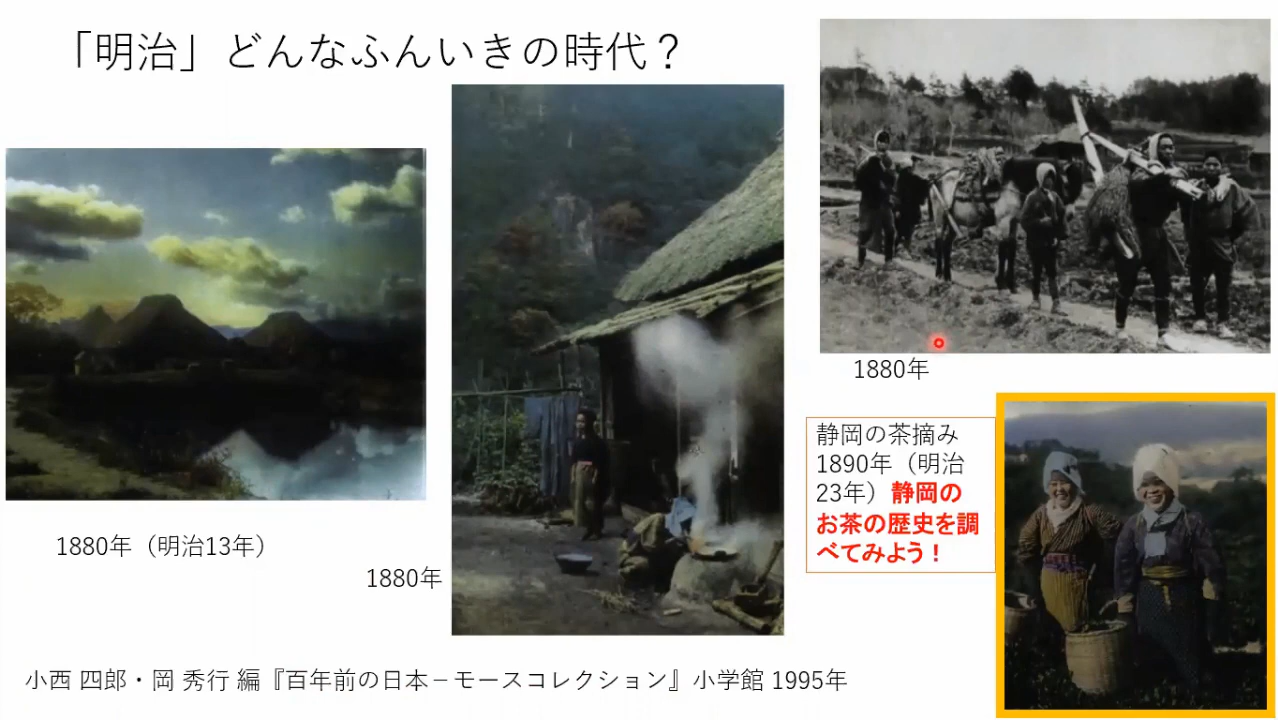 「明治」どんなふんいきの時代？
1880年
静岡の茶摘み
1890年（明治
23年）静岡の
お茶の歴史を調
べてみよう！
1880年（明治13年）
1880年
小西 四郎・岡 秀行 編『百年前の日本－モースコレクション』小学館 1995年